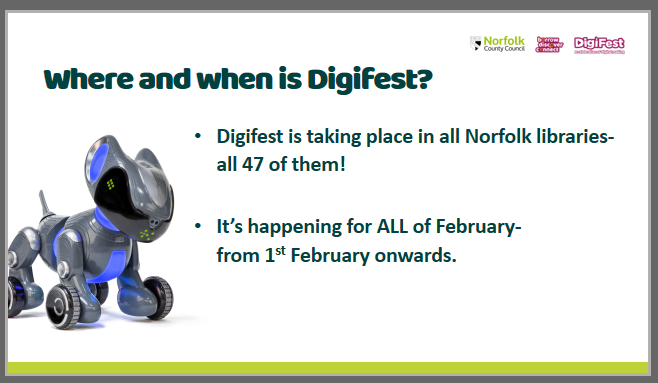 Norfolk
County Council
borrow
discover
connect
DigiFest
Where and when is Digifest?
• Digifest is taking place in all Norfolk libraries-
all 47 of them!
• It’s happening for ALL of February-
from 1st February onwards.